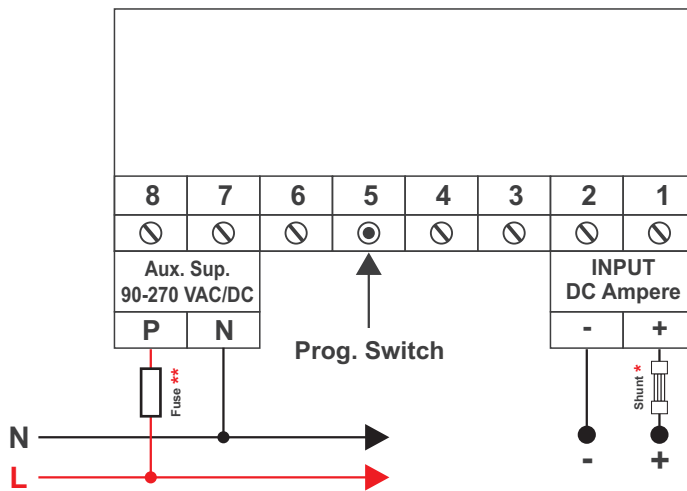 8 7 6 5 4 3 2 1
Aux. Sup.
90-270 VAC/DC
INPUT
DC Ampere
P N - +
Prog. Switch
Fuse **
Shunt *
N
L
- +